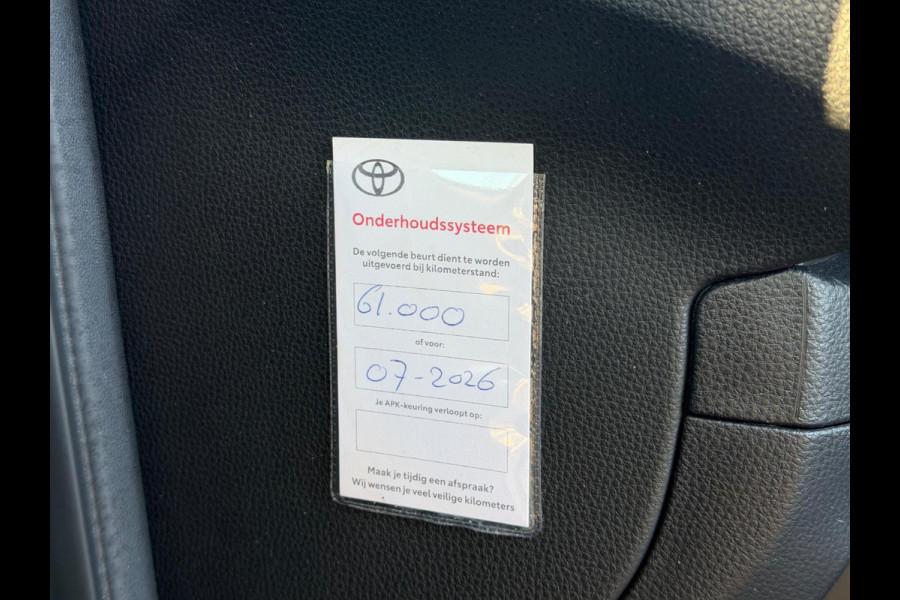 Onderhoudssysteem
De volgende beurt dient te worden
uitgevoerd bij kilometerstand:
61.000
of voor:
07-2026
Je APK-keuring verloopt op:
Maak je tijdig een afspraak?
Wij wensen je veel veilige kilometers